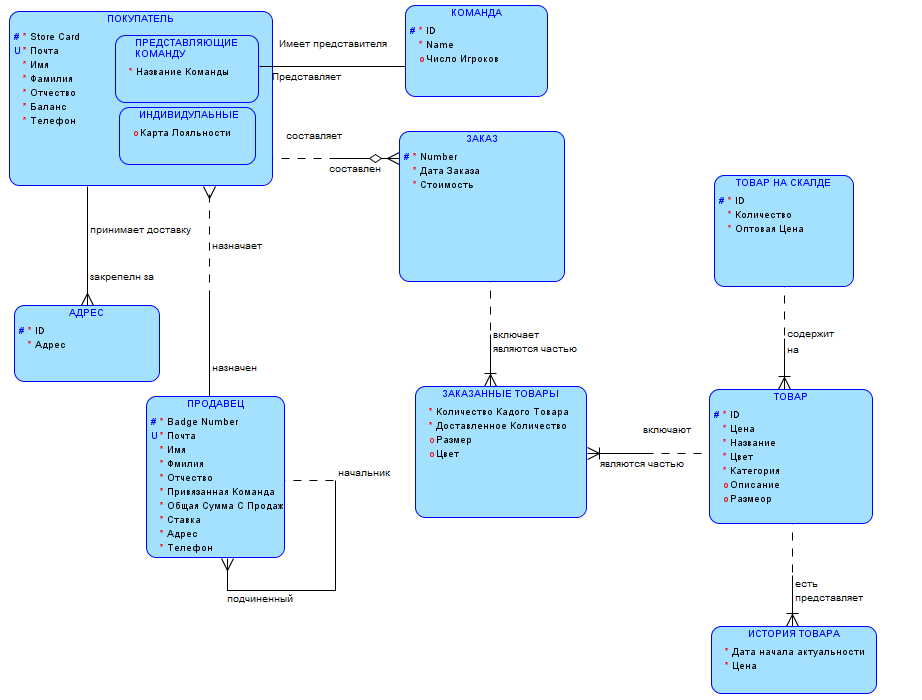 ПОКУПАТЕЛЬ
# * Store Card
U * Почта
* Имя
* Фамилия
* Отчество
* Баланс
* Телефон
ПРЕДСТАВЛЯЮЩИЕ
КОМАНДУ
* Название Команды
ИНДИВИДУЛАЬНЫЕ
o Карта Лояльности
Имеет представителя
Представляет
КОМАНДА
# * ID
* Name
o Число Игроков
составляет
составлен
ЗАКАЗ
# * Number
* Дата Заказа
* Стоимость
ТОВАР НА СКАЛДЕ
# * ID
* Количество
* Оптовая Цена
принимает доставку
закрепелн за
назначает
назначен
АДРЕС
# * ID
* Адрес
включает
являются частью
содержит
на
ПРОДАВЕЦ
# * Badge Number
U * Почта
* Имя
* Фмилия
* Отчество
* Привязанная Команда
* Общая Сумма С Продаж
* Ставка
* Адрес
* Телефон
начальник
подчиненный
ЗАКАЗАННЫЕ ТОВАРЫ
* Количество Кадого Товара
* Доставленное Количество
o Размер
o Цвет
включают
являются частью
ТОВАР
# * ID
* Цена
* Название
* Цвет
* Категория
o Описание
o Размеор
есть
представляет
ИСТОРИЯ ТОВАРА
* Дата начала актуальности
* Цена